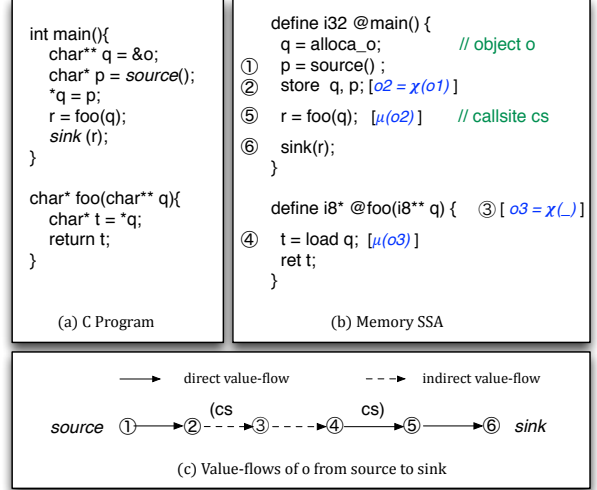 int main(){
char** q = &o;
char* p = source();
*q = p;
r = foo(q);
sink (r);
}
char* foo(char** q){
char* t = *q;
return t;
}
(a) C Program
define i32 @main() {
q = alloca_o; // object o
① p = source() ;
② store q, p; [o2 = χ(o1) ]
⑤ r = foo(q); [μ(o2) ] // callsite cs
⑥ sink(r);
}
define i8* @foo(i8** q) { ③ [ o3 = χ(_) ]
④ t = load q; [μ(o3) ]
ret t;
}
(b) Memory SSA
direct value-flow indirect value-flow
(cs cs)
source ① ② ③ ④ ⑤ ⑥ sink
(c) Value-flows of o from source to sink